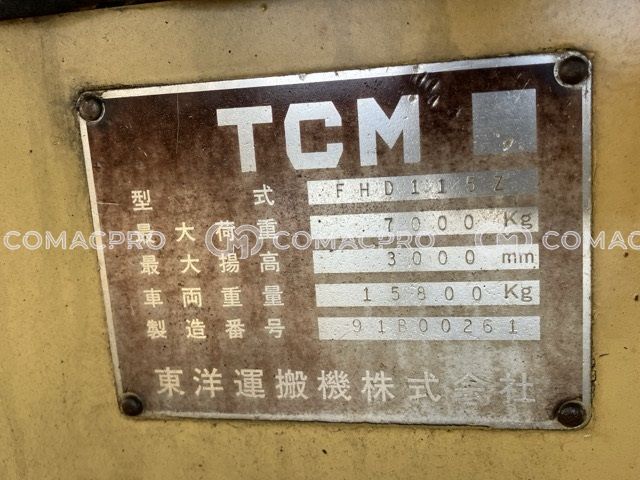 TCM
型式 FHD115Z
最大荷重 7000 Kg
最大揚高 3000 mm
車両重量 15800 Kg
製造番号 91800261
東洋運搬機株式会社
COMACPRO COMACPRO COMACPRO